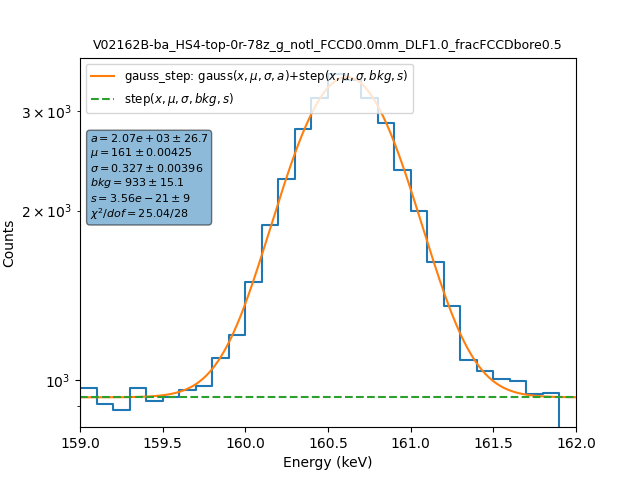 V02162B-ba_HS4-top-0r-78z_g_notl_FCCD0.0mm_DLF1.0_fracFCCDbore0.5
gauss_step: gauss(x, μ, σ, a)+step(x, μ, σ, bkg, s)
step(x, μ, σ, bkg, s)
a = 2.07e + 03 ± 26.7
μ = 161 ± 0.00425
σ = 0.327 ± 0.00396
bkg = 933 ± 15.1
s = 3.56e − 21 ± 9
χ²/dof = 25.04/28
3 × 10³
2 × 10³
10³
Counts
159.0 159.5 160.0 160.5 161.0 161.5 162.0
Energy (keV)